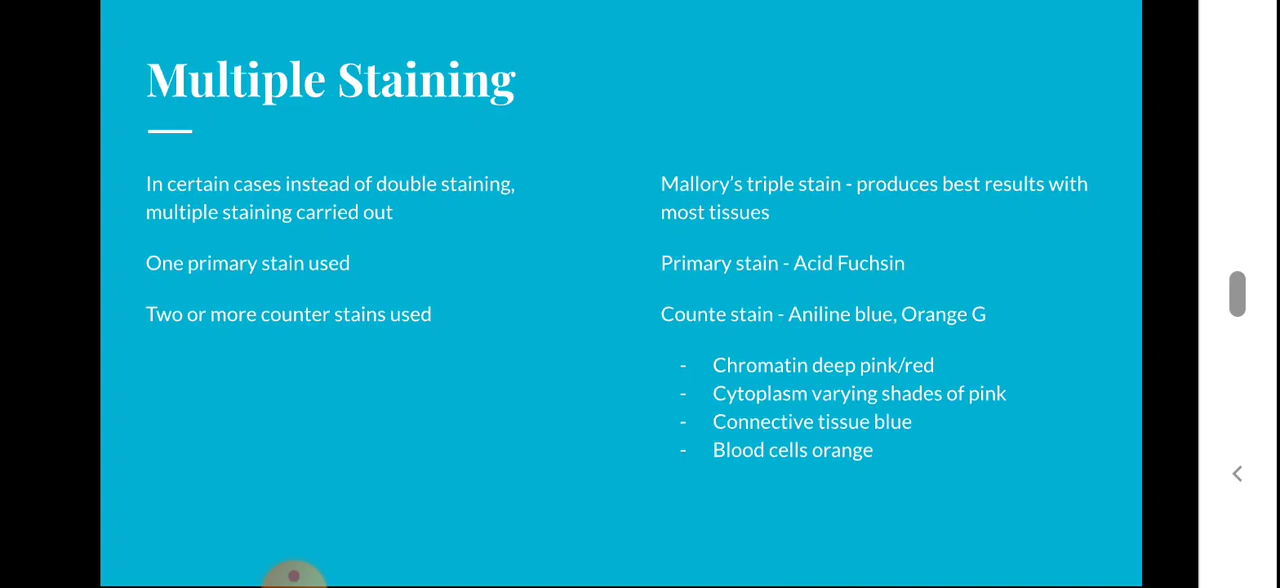 Multiple Staining
In certain cases instead of double staining,
multiple staining carried out
One primary stain used
Two or more counter stains used
Mallory's triple stain - produces best results with
most tissues
Primary stain - Acid Fuchsin
Counte stain - Aniline blue, Orange G
- Chromatin deep pink/red
- Cytoplasm varying shades of pink
- Connective tissue blue
- Blood cells orange